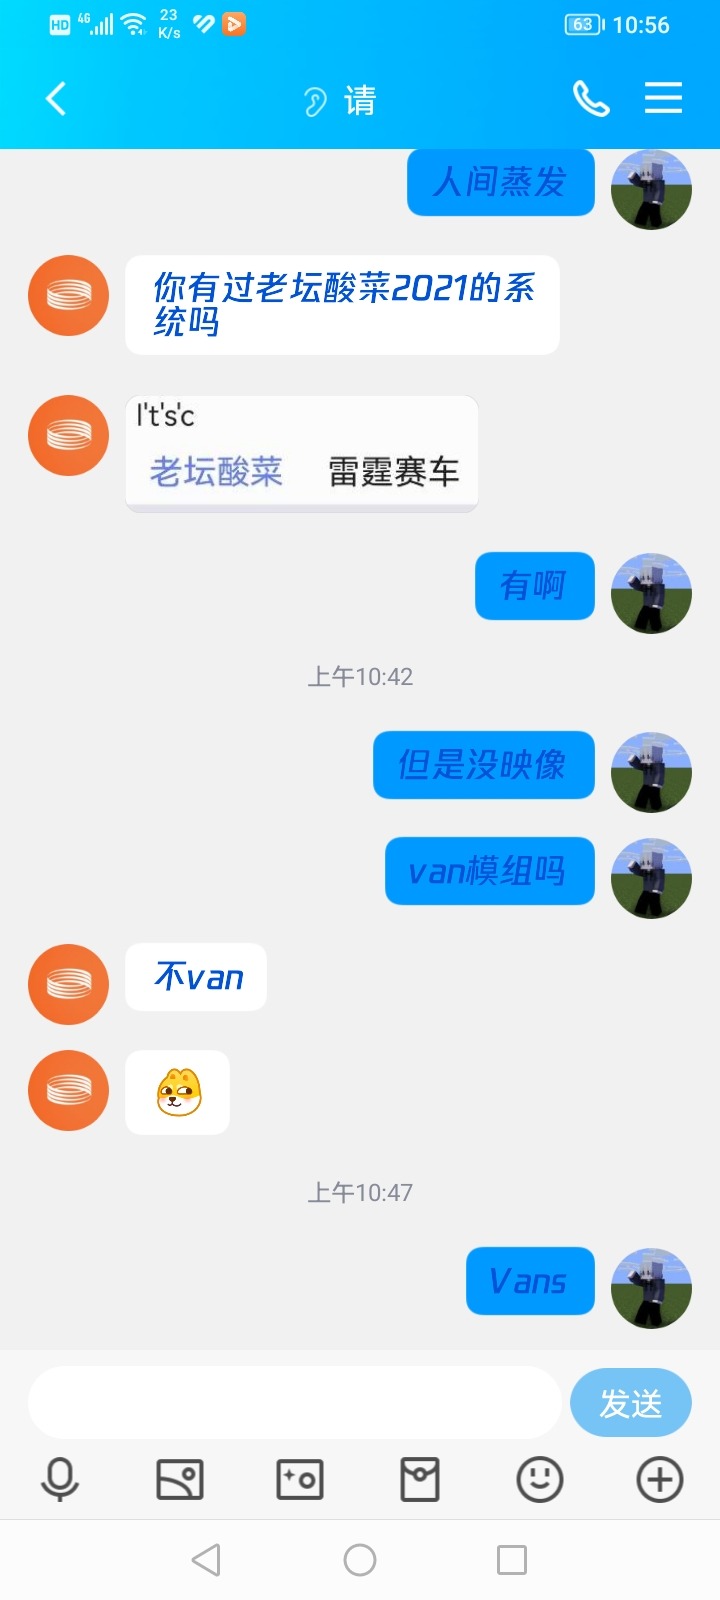 HD 4G 23 K/s 63 10:56
请
人间蒸发
你有过老坛酸菜2021的系
统吗
I't's'c
老坛酸菜 雷霆赛车
有啊
上午10:42
但是没映像
van模组吗
不van
上午10:47
Vans
发送